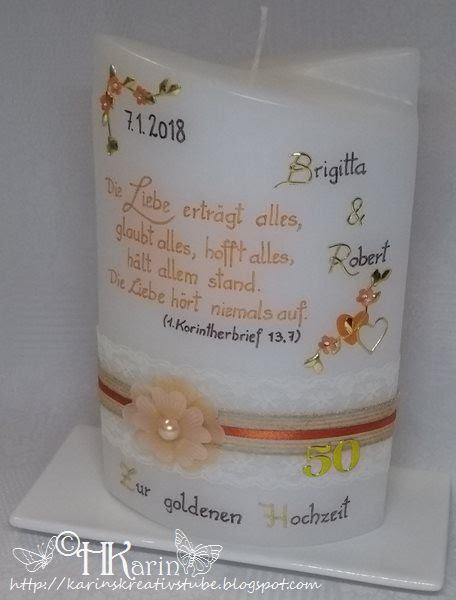 7.1.2018
Brigitta
&
Robert
Die Liebe erträgt alles,
glaubt alles, hofft alles,
hält allem stand.
Die Liebe hört niemals auf.
(1. Korintherbrief 13.7)
50
Zur goldenen Hochzeit
©HKarin
http://karinskreativstube.blogspot.com/